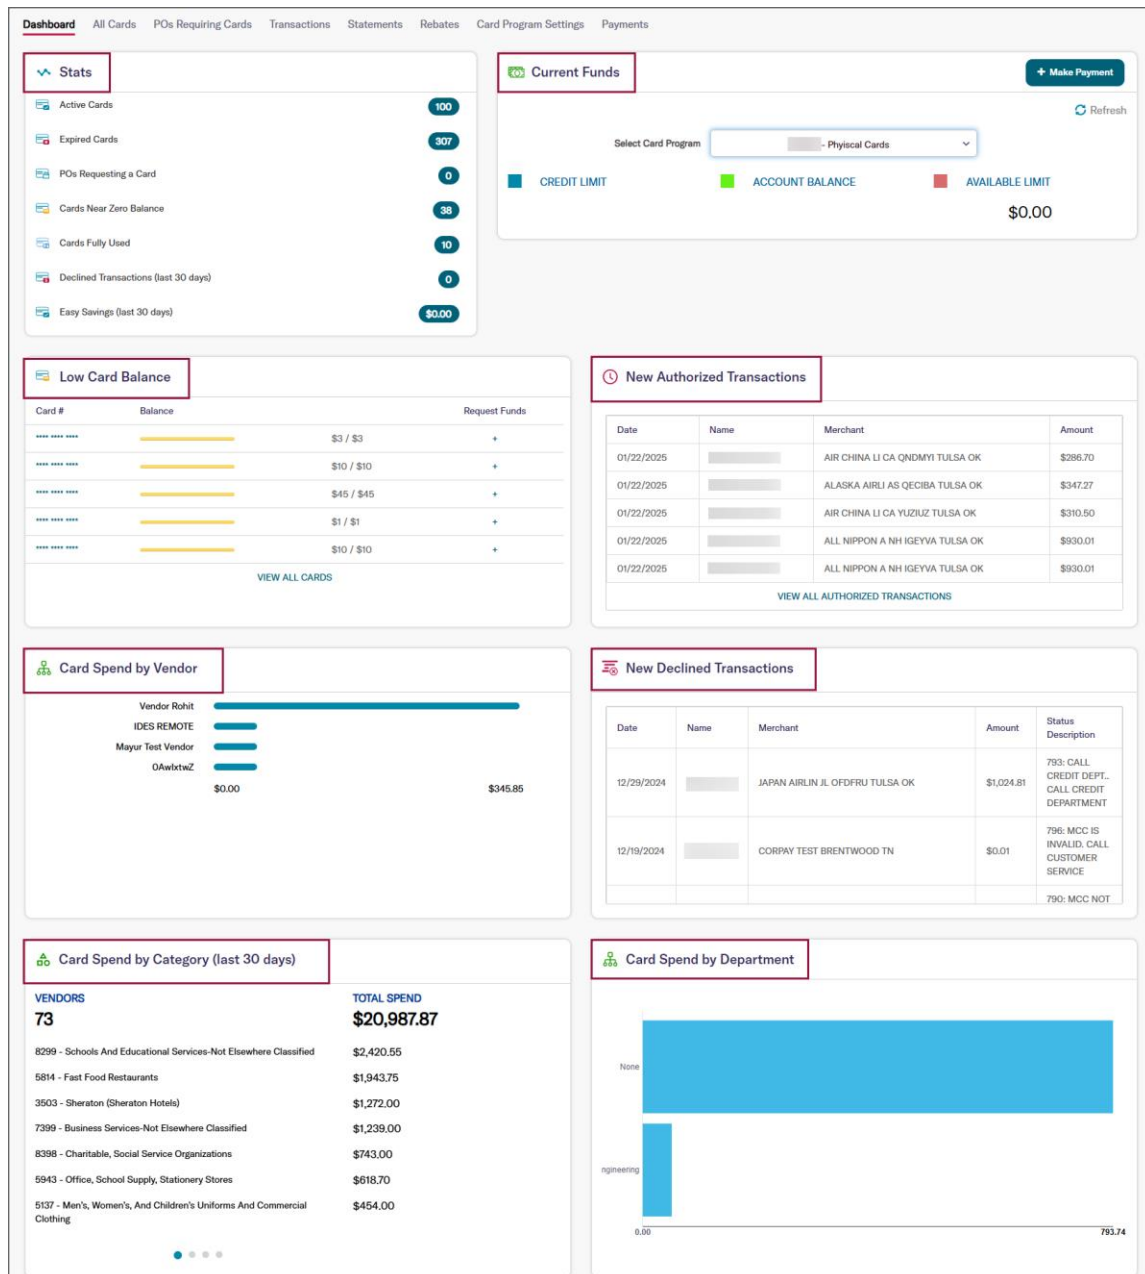 Dashboard All Cards POs Requiring Cards Transactions Statements Rebates Card Program Settings Payments
Stats
Active Cards 100
Expired Cards 307
POs Requesting a Card 0
Cards Near Zero Balance 38
Cards Fully Used 10
Declined Transactions (last 30 days) 0
Easy Savings (last 30 days) $0.00
Current Funds
+ Make Payment
Refresh
Select Card Program - Phyiscal Cards
CREDIT LIMIT ACCOUNT BALANCE AVAILABLE LIMIT
$0.00
Low Card Balance
Card # Balance Request Funds
**** **** **** $3 / $3 +
**** **** **** $10 / $10 +
**** **** **** $45 / $45 +
**** **** **** $1 / $1 +
**** **** **** $10 / $10 +
VIEW ALL CARDS
New Authorized Transactions
Date Name Merchant Amount
01/22/2025 AIR CHINA LI CA QNDMYI TULSA OK $286.70
01/22/2025 ALASKA AIRLI AS QECIBA TULSA OK $347.27
01/22/2025 AIR CHINA LI CA YUZIUZ TULSA OK $310.50
01/22/2025 ALL NIPPON A NH IGEYVA TULSA OK $930.01
01/22/2025 ALL NIPPON A NH IGEYVA TULSA OK $930.01
VIEW ALL AUTHORIZED TRANSACTIONS
Card Spend by Vendor
Vendor Rohit
IDES REMOTE
Mayur Test Vendor
OAwlxtwZ
$0.00 $345.85
New Declined Transactions
Date Name Merchant Amount Status
Description
793: CALL
CREDIT DEPT..
12/29/2024 JAPAN AIRLIN JL OFDFRU TULSA OK $1,024.81 CALL CREDIT
DEPARTMENT
796: MCC IS
INVALID. CALL
12/19/2024 CORPAY TEST BRENTWOOD TN $0.01 CUSTOMER
SERVICE
790: MCC NOT
Card Spend by Category (last 30 days)
VENDORS TOTAL SPEND
73 $20,987.87
8299 - Schools And Educational Services-Not Elsewhere Classified $2,420.55
5814 - Fast Food Restaurants $1,943.75
3503 - Sheraton (Sheraton Hotels) $1,272.00
7399 - Business Services-Not Elsewhere Classified $1,239.00
8398 - Charitable, Social Service Organizations $743.00
5943 - Office, School Supply, Stationery Stores $618.70
5137 - Men's, Women's, And Children's Uniforms And Commercial $454.00
Clothing
Card Spend by Department
None
ngineering
0.00 793.74